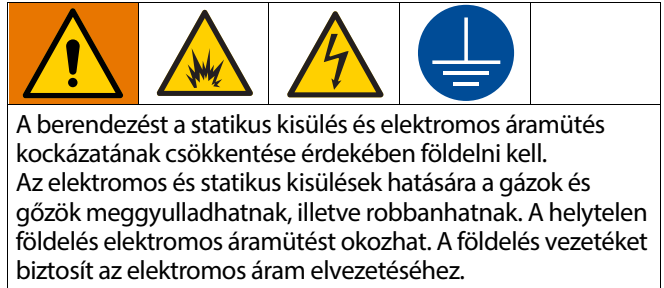 A berendezést a statikus kisülés és elektromos áramütés
kockázatának csökkentése érdekében földelni kell.
Az elektromos és statikus kisülések hatására a gázok és
gőzök meggyulladhatnak, illetve robbanhatnak. A helytelen
földelés elektromos áramütést okozhat. A földelés vezetéket
biztosít az elektromos áram elvezetéséhez.